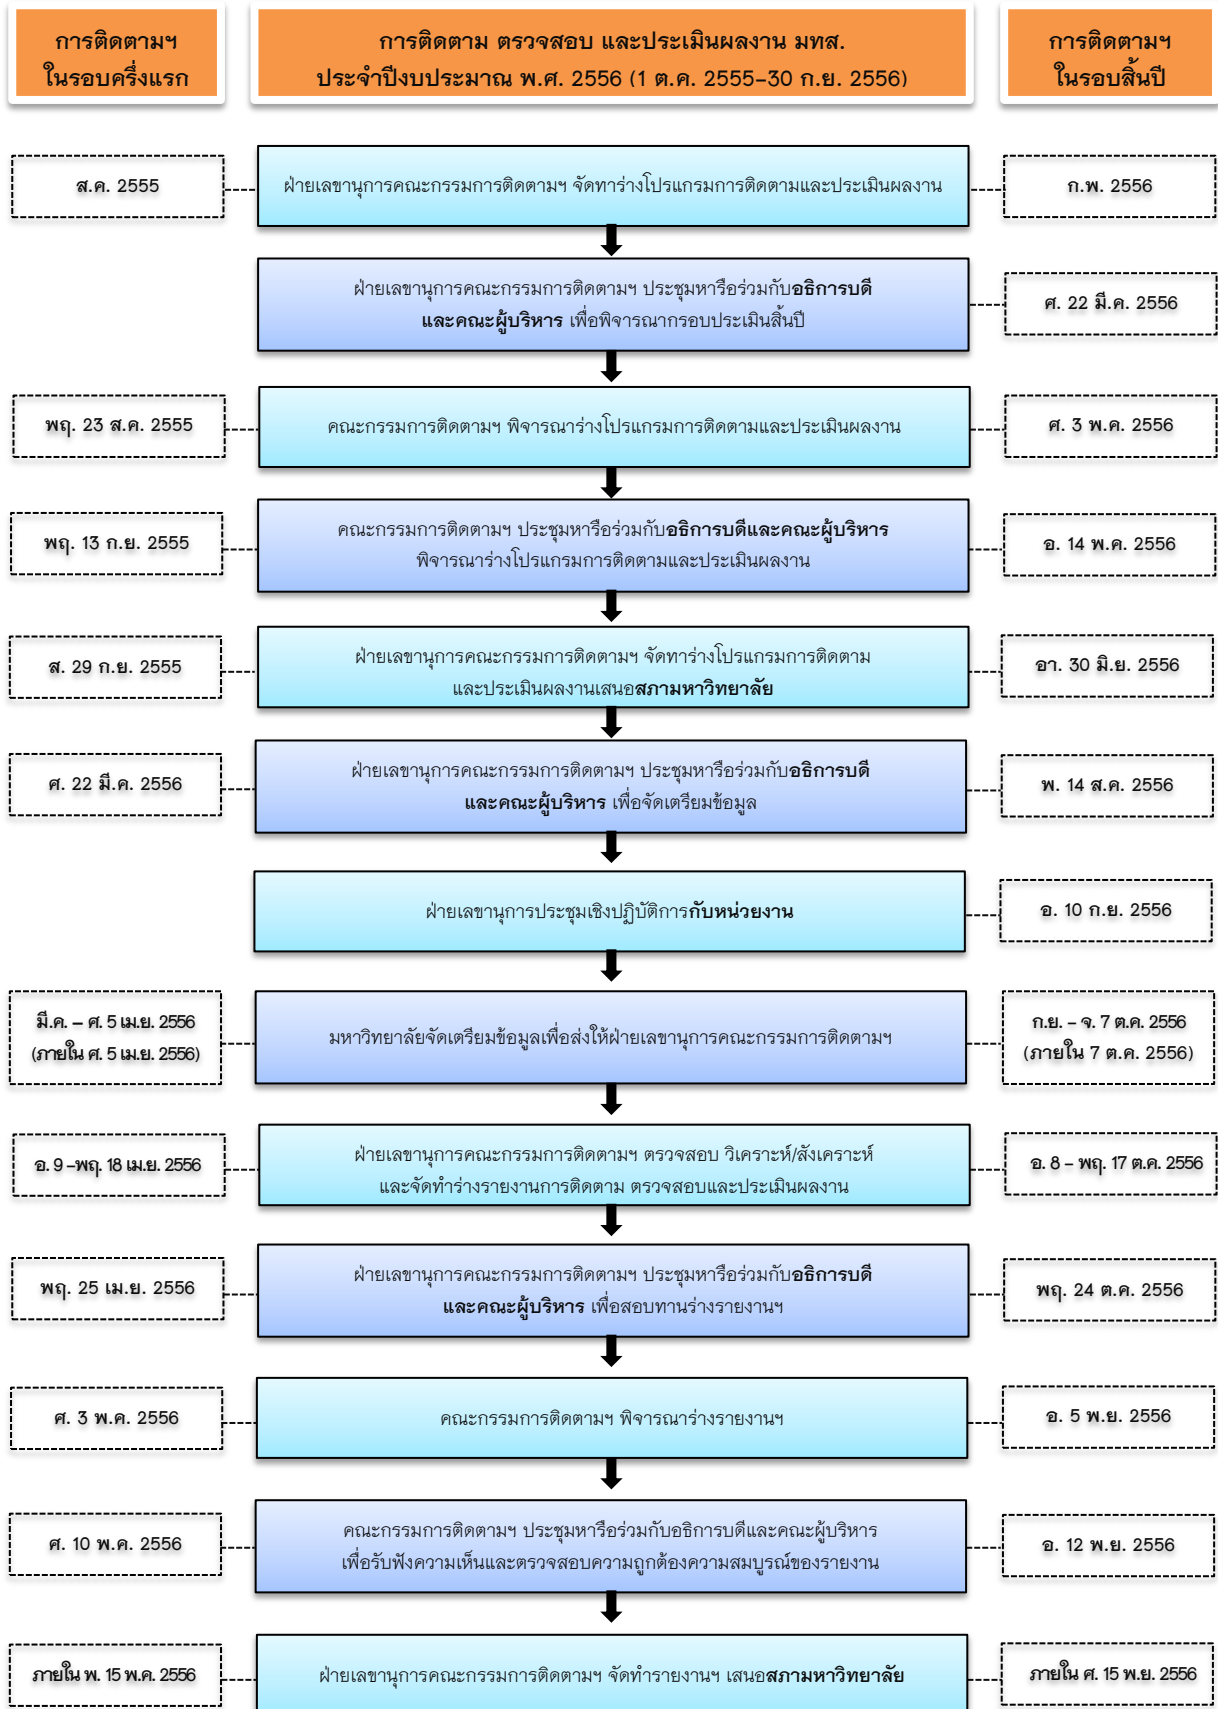 การติดตามฯ
ในรอบครึ่งแรก
การติดตาม ตรวจสอบ และประเมินผลงาน มทส.
ประจำปีงบประมาณ พ.ศ. 2556 (1 ต.ค. 2555-30 ก.ย. 2556)
การติดตามฯ
ในรอบสิ้นปี
ส.ค. 2555
ฝ่ายเลขานุการคณะกรรมการติดตามฯ จัดทาร่างโปรแกรมการติดตามและประเมินผลงาน
ก.พ. 2556
ฝ่ายเลขานุการคณะกรรมการติดตามฯ ประชุมหารือร่วมกับอธิการบดี
และคณะผู้บริหาร เพื่อพิจารณากรอบประเมินสิ้นปี
ศ. 22 มี.ค. 2556
พฤ. 23 ส.ค. 2555
คณะกรรมการติดตามฯ พิจารณาร่างโปรแกรมการติดตามและประเมินผลงาน
ศ. 3 พ.ค. 2556
พฤ. 13 ก.ย. 2555
คณะกรรมการติดตามฯ ประชุมหารือร่วมกับอธิการบดีและคณะผู้บริหาร
พิจารณาร่างโปรแกรมการติดตามและประเมินผลงาน
อ. 14 พ.ค. 2556
ส. 29 ก.ย. 2555
ฝ่ายเลขานุการคณะกรรมการติดตามฯ จัดทาร่างโปรแกรมการติดตาม
และประเมินผลงานเสนอสภามหาวิทยาลัย
อา. 30 มิ.ย. 2556
ศ. 22 มี.ค. 2556
ฝ่ายเลขานุการคณะกรรมการติดตามฯ ประชุมหารือร่วมกับอธิการบดี
และคณะผู้บริหาร เพื่อจัดเตรียมข้อมูล
พ. 14 ส.ค. 2556
ฝ่ายเลขานุการประชุมเชิงปฏิบัติการกับหน่วยงาน
อ. 10 ก.ย. 2556
มี.ค. – ศ. 5 เม.ย. 2556
(ภายใน ศ. 5 เม.ย. 2556)
มหาวิทยาลัยจัดเตรียมข้อมูลเพื่อส่งให้ฝ่ายเลขานุการคณะกรรมการติดตามฯ
ก.ย. – จ. 7 ต.ค. 2556
(ภายใน 7 ต.ค. 2556)
อ. 9 –พฤ. 18 เม.ย. 2556
ฝ่ายเลขานุการคณะกรรมการติดตามฯ ตรวจสอบ วิเคราะห์/สังเคราะห์
และจัดทำร่างรายงานการติดตาม ตรวจสอบและประเมินผลงาน
อ. 8 – พฤ. 17 ต.ค. 2556
พฤ. 25 เม.ย. 2556
ฝ่ายเลขานุการคณะกรรมการติดตามฯ ประชุมหารือร่วมกับอธิการบดี
และคณะผู้บริหาร เพื่อสอบทานร่างรายงานฯ
พฤ. 24 ต.ค. 2556
ศ. 3 พ.ค. 2556
คณะกรรมการติดตามฯ พิจารณาร่างรายงานฯ
อ. 5 พ.ย. 2556
ศ. 10 พ.ค. 2556
คณะกรรมการติดตามฯ ประชุมหารือร่วมกับอธิการบดีและคณะผู้บริหาร
เพื่อรับฟังความเห็นและตรวจสอบความถูกต้องความสมบูรณ์ของรายงาน
อ. 12 พ.ย. 2556
ภายใน พ. 15 พ.ค. 2556
ฝ่ายเลขานุการคณะกรรมการติดตามฯ จัดทำรายงานฯ เสนอสภามหาวิทยาลัย
ภายใน ศ. 15 พ.ย. 2556